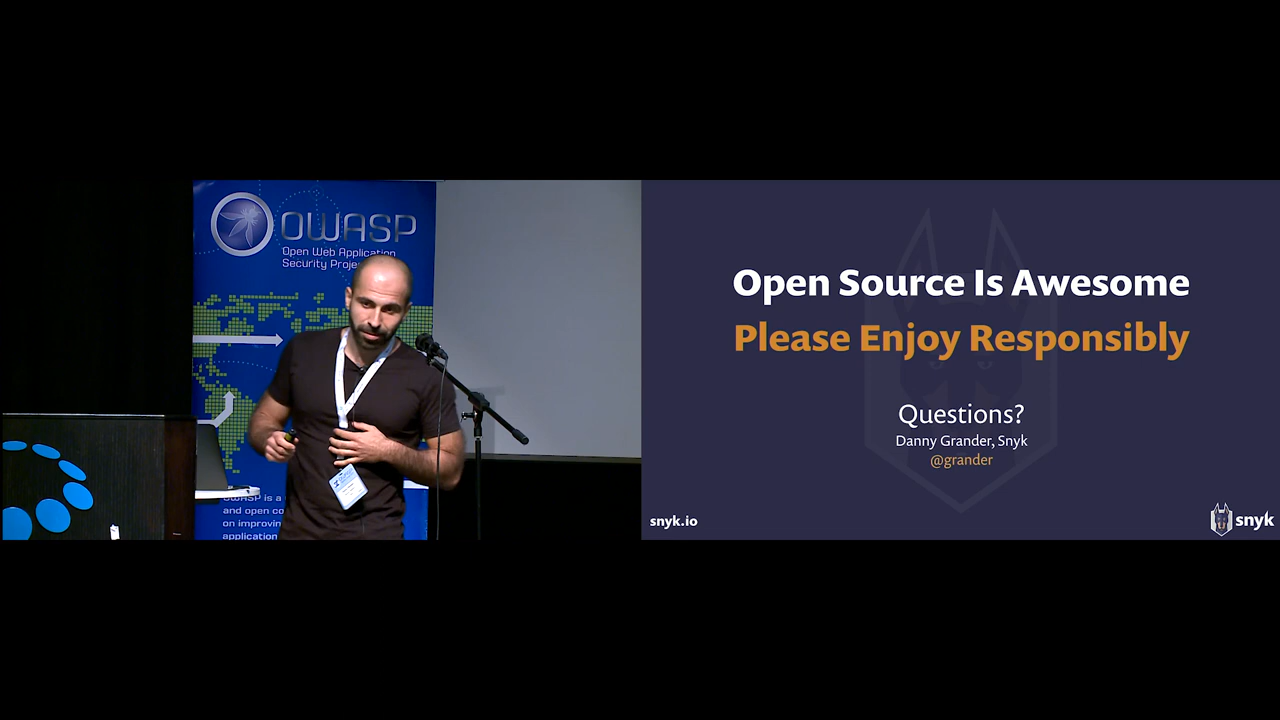 OWASP
Open Web Application
Security Proje
OWASP is a
and open co
on improvin
application
Open Source Is Awesome
Please Enjoy Responsibly
Questions?
Danny Grander, Snyk
@grander
snyk.io
snyk